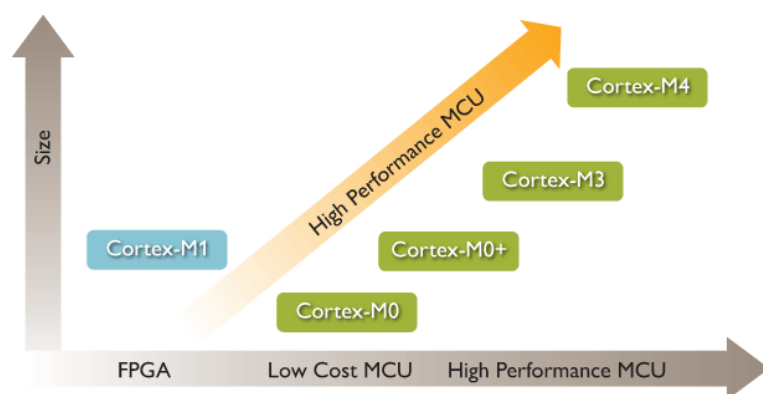 Size
High Performance MCU
Cortex-M4
Cortex-M3
Cortex-M1
Cortex-M0+
Cortex-M0
FPGA
Low Cost MCU
High Performance MCU